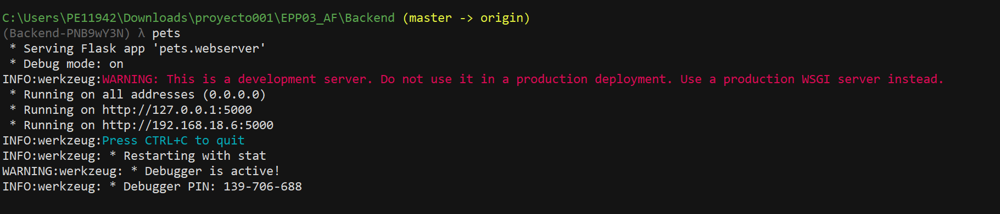 C:\Users\PE11942\Downloads\proyecto001\EPP03_AF\Backend (master -> origin)
(Backend-PNB9wY3N) λ pets
 * Serving Flask app 'pets.webserver'
 * Debug mode: on
INFO:werkzeug:WARNING: This is a development server. Do not use it in a production deployment. Use a production WSGI server instead.
 * Running on all addresses (0.0.0.0)
 * Running on http://127.0.0.1:5000
 * Running on http://192.168.18.6:5000
INFO:werkzeug:Press CTRL+C to quit
INFO:werkzeug: * Restarting with stat
WARNING:werkzeug: * Debugger is active!
INFO:werkzeug: * Debugger PIN: 139-706-688